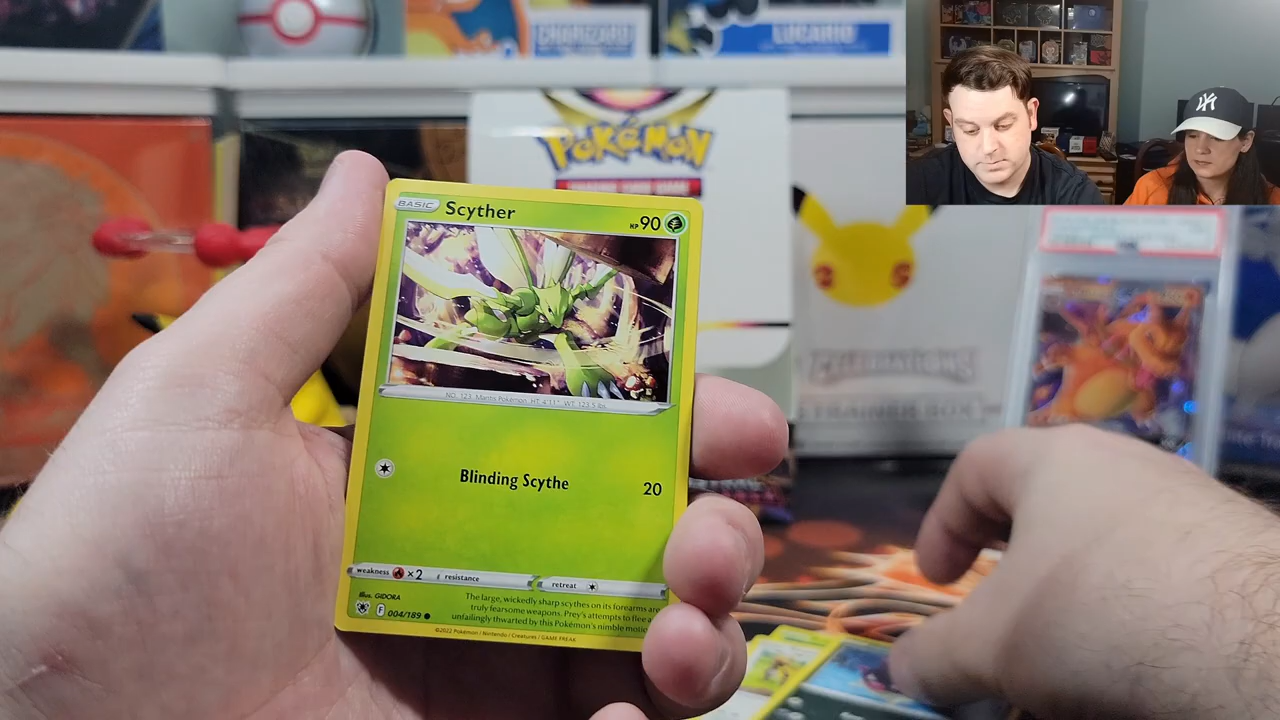 CHARIZARD
LUCARIO
NY
POKÉMON
BASIC Scyther HP 90
NO. 123 Mantis Pokémon HT: 4'11" WT: 123.5 lbs.
CELEBRATIONS
TRAINER BOX
Blinding Scythe 20
weakness ×2 resistance retreat
Illus. GIDORA
F 004/189
The large, wickedly sharp scythes on its forearms are
truly fearsome weapons. Prey's attempts to flee a
unfailingly thwarted by this Pokémon's nimble motio
©2022 Pokémon / Nintendo / Creatures / GAME FREAK